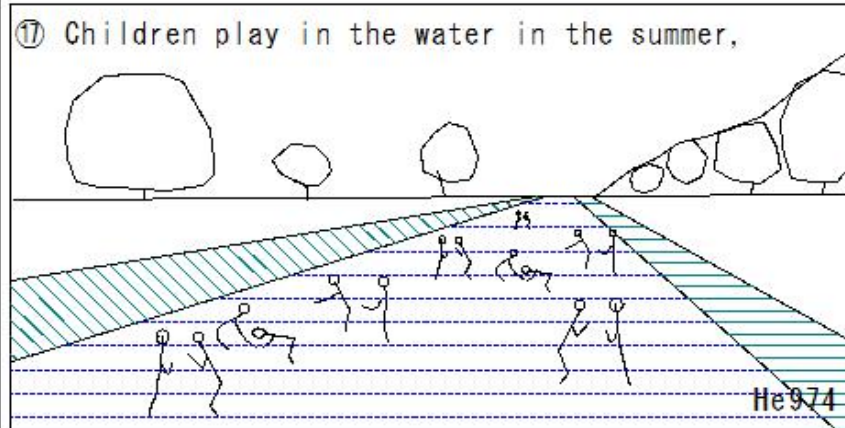 ⑰ Children play in the water in the summer,
He974